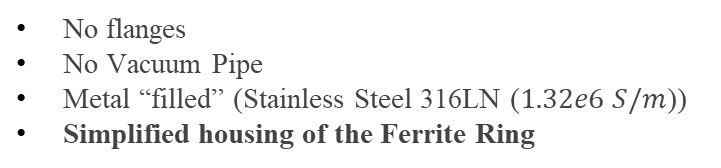 • No flanges
• No Vacuum Pipe
• Metal “filled” (Stainless Steel 316LN (1.32𝑒6 𝑆/𝑚))
• Simplified housing of the Ferrite Ring